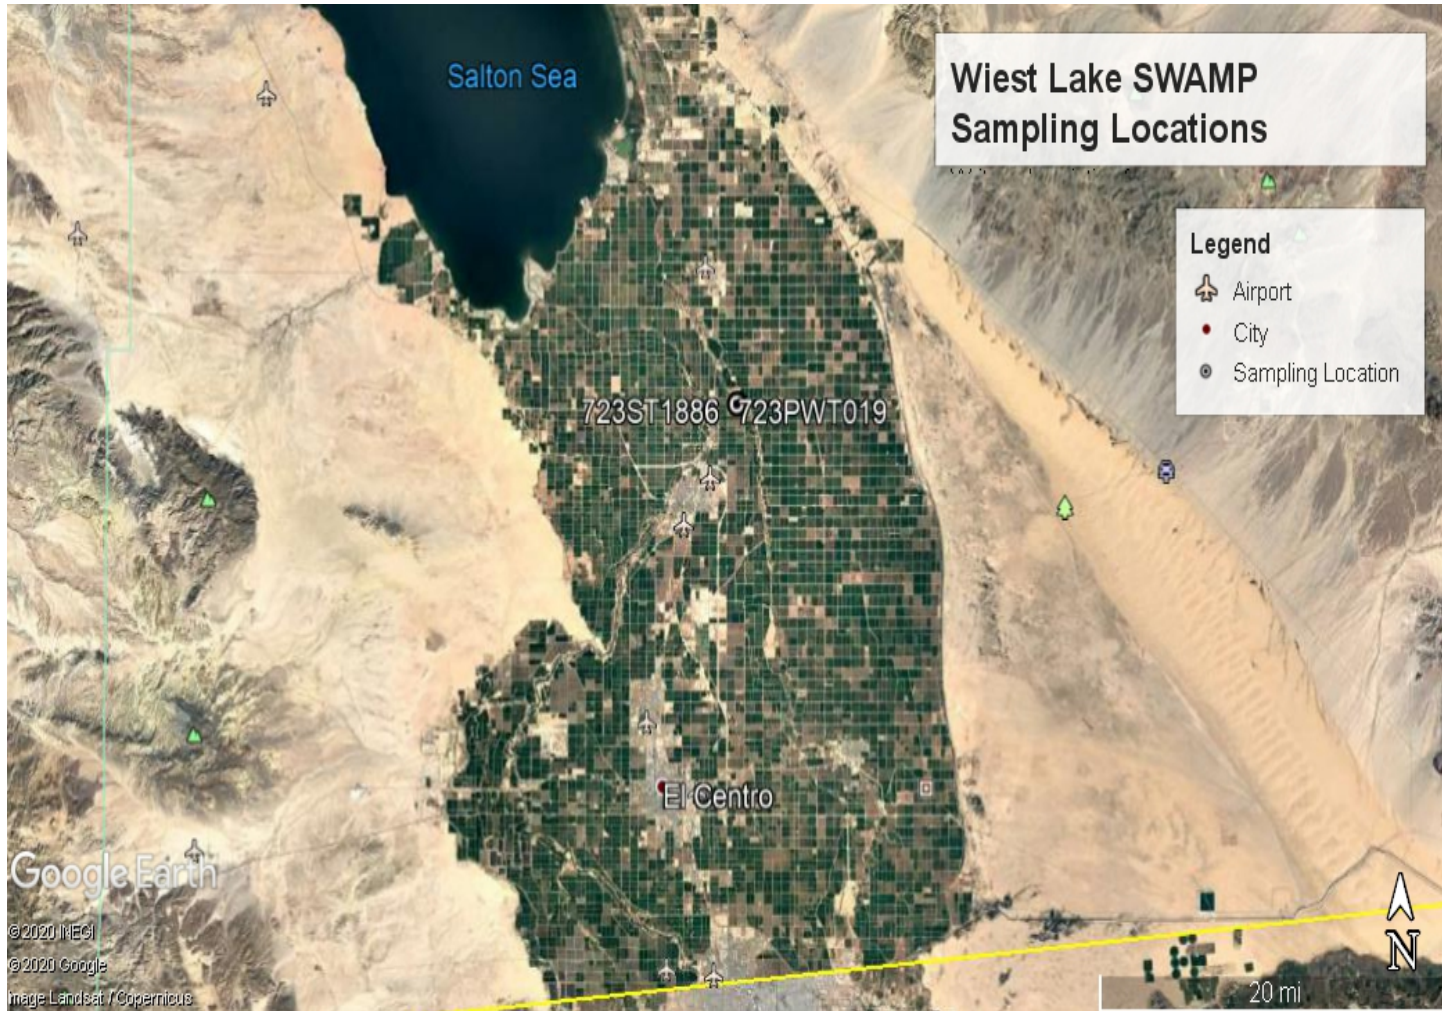 Salton Sea
Wiest Lake SWAMP
Sampling Locations
Legend
Airport
City
Sampling Location
723ST1886 723PWT019
El Centro
Google Earth
© 2020 INEGI
© 2020 Google
Image Landsat / Copernicus
N
20 mi